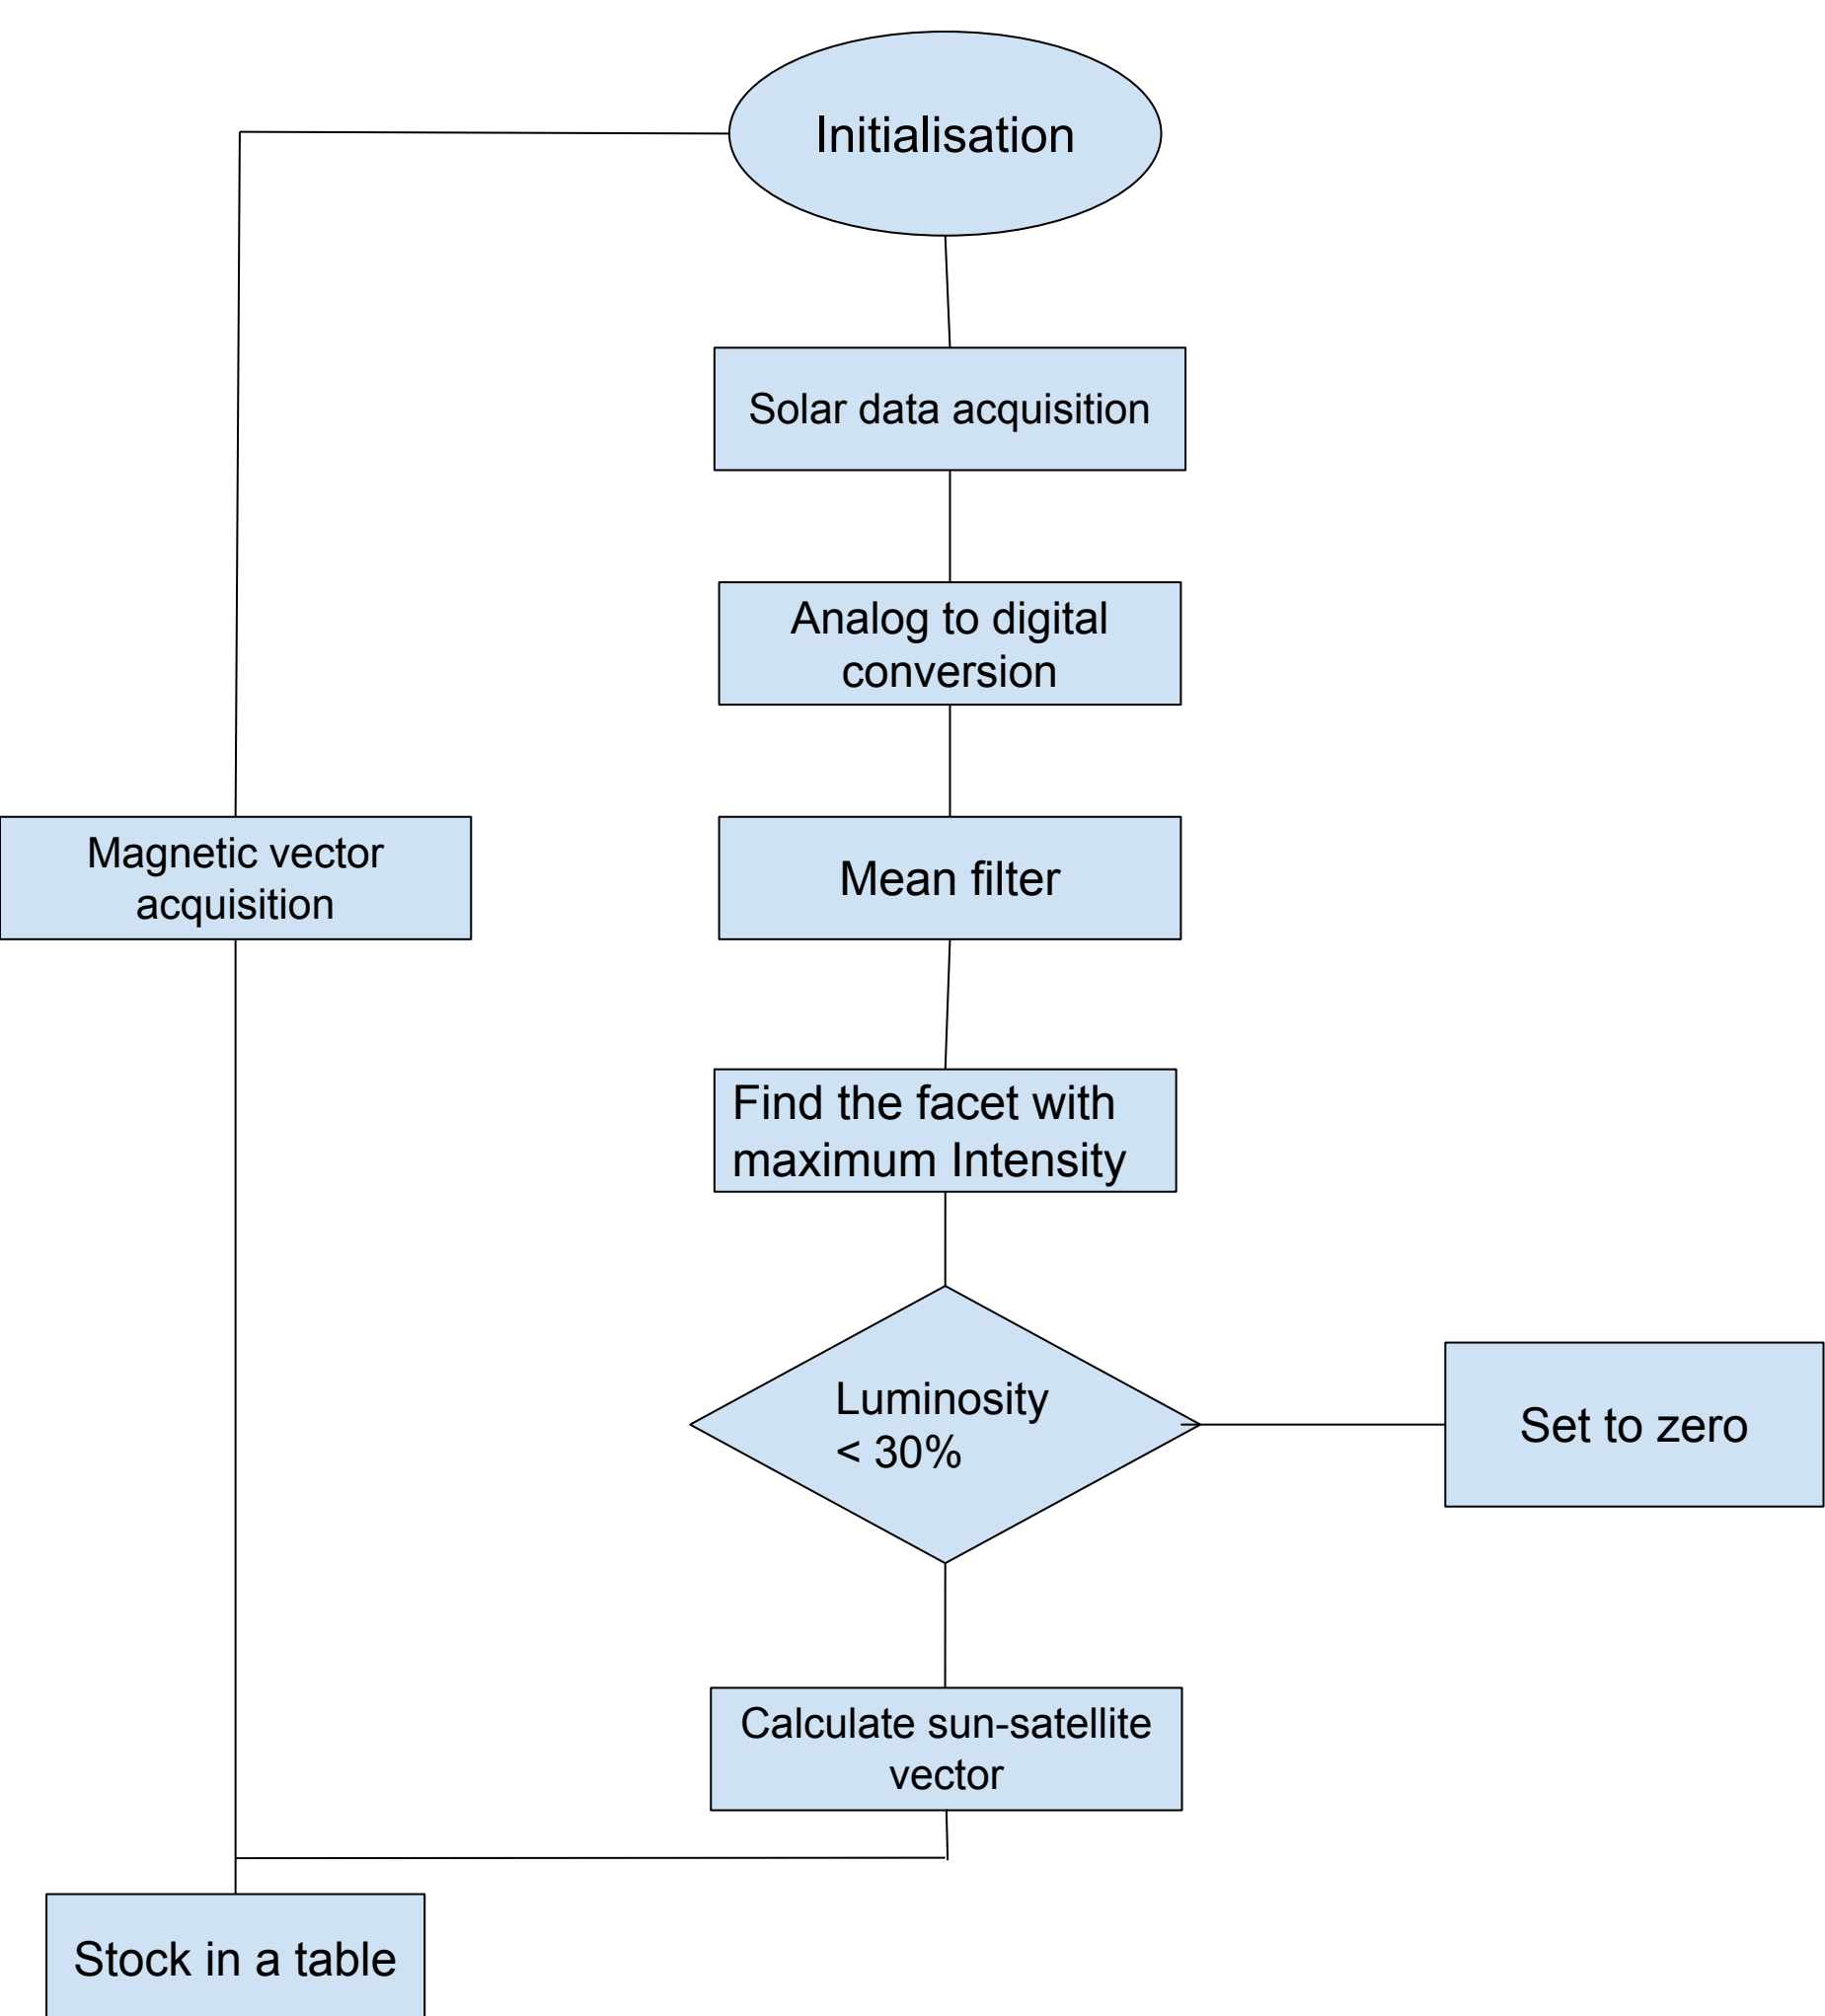 Initialisation
Solar data acquisition
Analog to digital
conversion
Magnetic vector
acquisition
Mean filter
Find the facet with
maximum Intensity
Luminosity
< 30%
Set to zero
Calculate sun-satellite
vector
Stock in a table